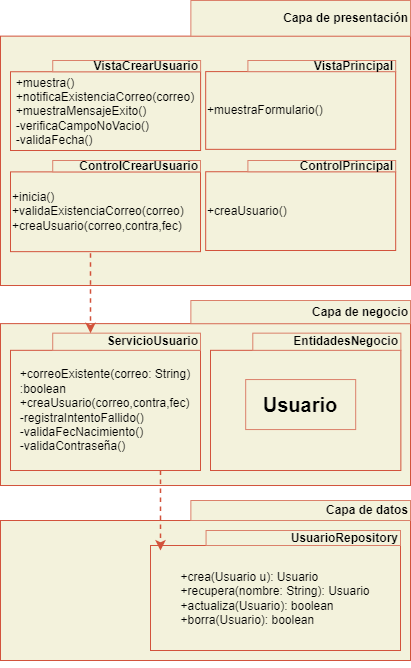 Capa de presentación
VistaCrearUsuario
+muestra()
+notificaExistenciaCorreo(correo)
+muestraMensajeExito()
-verificaCampoNoVacio()
-validaFecha()
VistaPrincipal
+muestraFormulario()
ControlCrearUsuario
+inicia()
+validaExistenciaCorreo(correo)
+creaUsuario(correo,contra,fec)
ControlPrincipal
+creaUsuario()
Capa de negocio
ServicioUsuario
+correoExistente(correo: String)
:boolean
+creaUsuario(correo,contra,fec)
-registraIntentoFallido()
-validaFecNacimiento()
-validaContraseña()
EntidadesNegocio
Usuario
Capa de datos
UsuarioRepository
+crea(Usuario u): Usuario
+recupera(nombre: String): Usuario
+actualiza(Usuario): boolean
+borra(Usuario): boolean